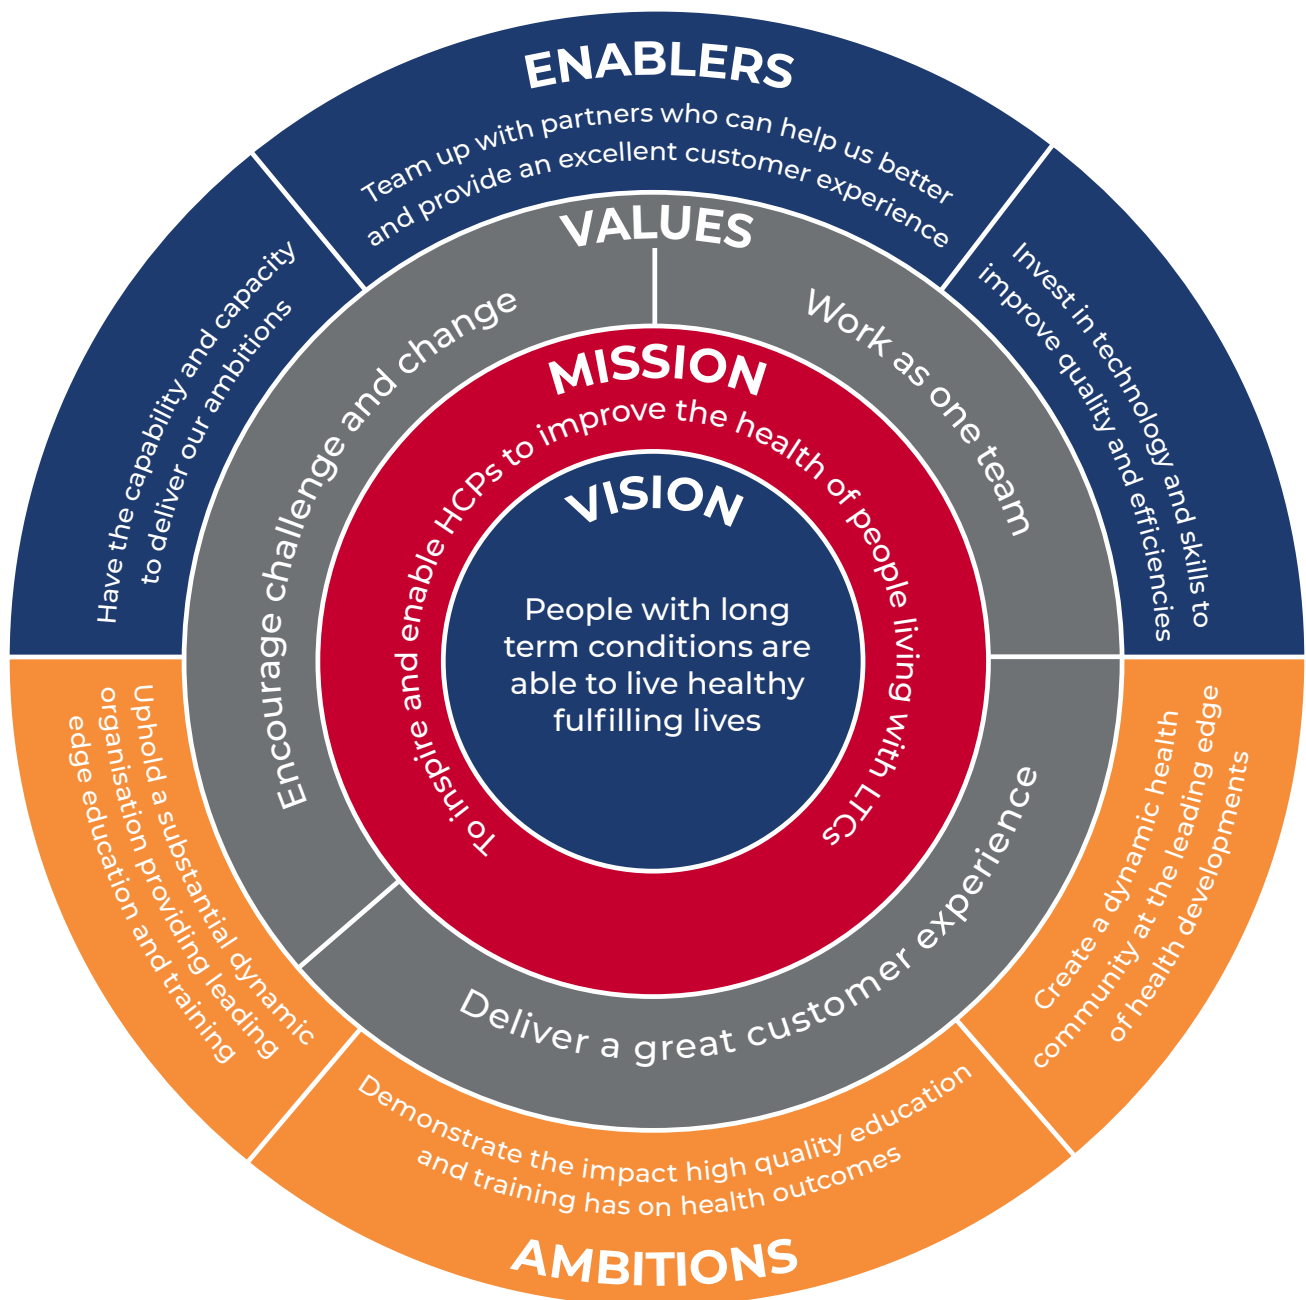 ENABLERS
Team up with partners who can help us better
and provide an excellent customer experience
Have the capability and capacity
to deliver our ambitions
Invest in technology and skills to
improve quality and efficiencies
VALUES
Encourage challenge and change
Work as one team
Deliver a great customer experience
MISSION
To inspire and enable HCPs to improve the health of people living with LTCs
VISION
People with long
term conditions are
able to live healthy
fulfilling lives
Uphold a substantial dynamic
organisation providing leading
edge education and training
Create a dynamic health
community at the leading edge
of health developments
Demonstrate the impact high quality education
and training has on health outcomes
AMBITIONS